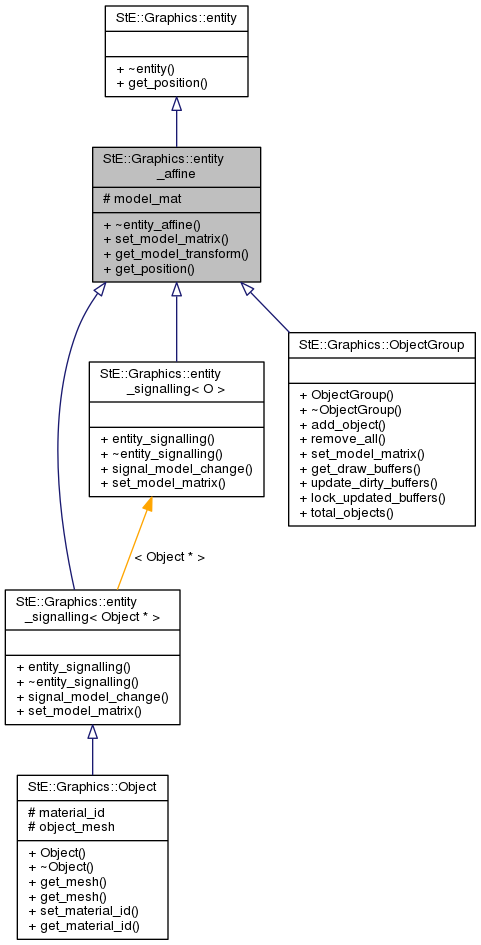 StE::Graphics::entity
+ ~entity()
+ get_position()
StE::Graphics::entity
_affine
# model_mat
+ ~entity_affine()
+ set_model_matrix()
+ get_model_transform()
+ get_position()
StE::Graphics::entity
_signalling< O >
+ entity_signalling()
+ ~entity_signalling()
+ signal_model_change()
+ set_model_matrix()
StE::Graphics::ObjectGroup
+ ObjectGroup()
+ ~ObjectGroup()
+ add_object()
+ remove_all()
+ set_model_matrix()
+ get_draw_buffers()
+ update_dirty_buffers()
+ lock_updated_buffers()
+ total_objects()
< Object * >
StE::Graphics::entity
_signalling< Object * >
+ entity_signalling()
+ ~entity_signalling()
+ signal_model_change()
+ set_model_matrix()
StE::Graphics::Object
# material_id
# object_mesh
+ Object()
+ ~Object()
+ get_mesh()
+ get_mesh()
+ set_material_id()
+ get_material_id()